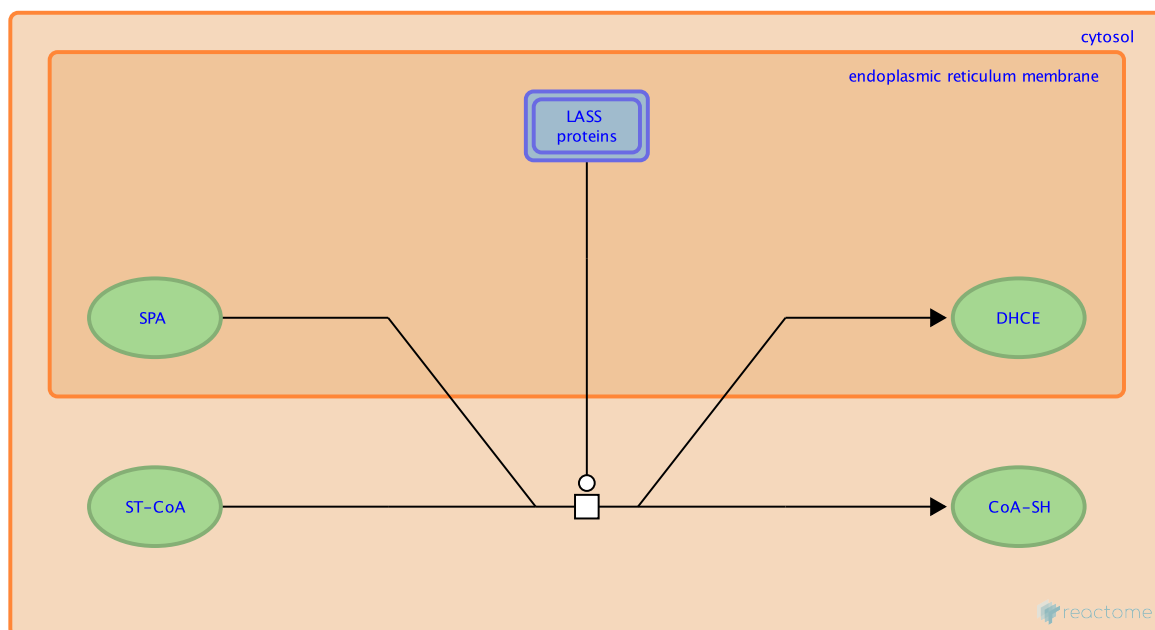 cytosol
endoplasmic reticulum membrane
LASS
proteins
SPA
DHCE
ST-CoA
CoA-SH
reactome